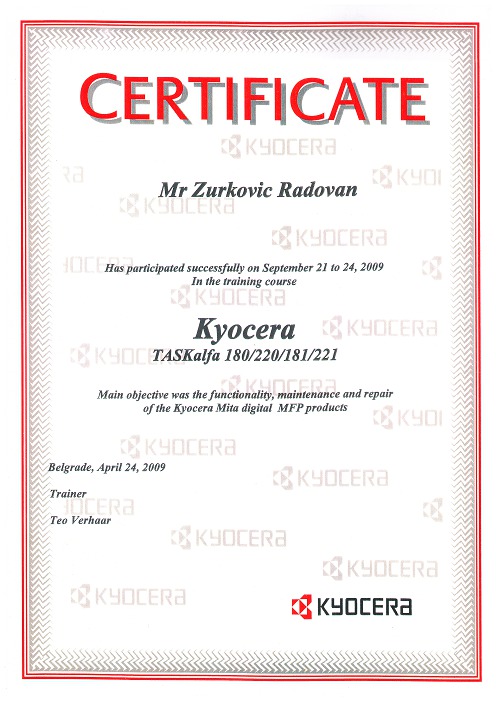 CERTIFICATE
Mr Zurkovic Radovan
Has participated successfully on September 21 to 24, 2009
In the training course
Kyocera
TASKalfa 180/220/181/221
Main objective was the functionality, maintenance and repair
of the Kyocera Mita digital MFP products
Belgrade, April 24, 2009
Trainer
Teo Verhaar
KYOCERA